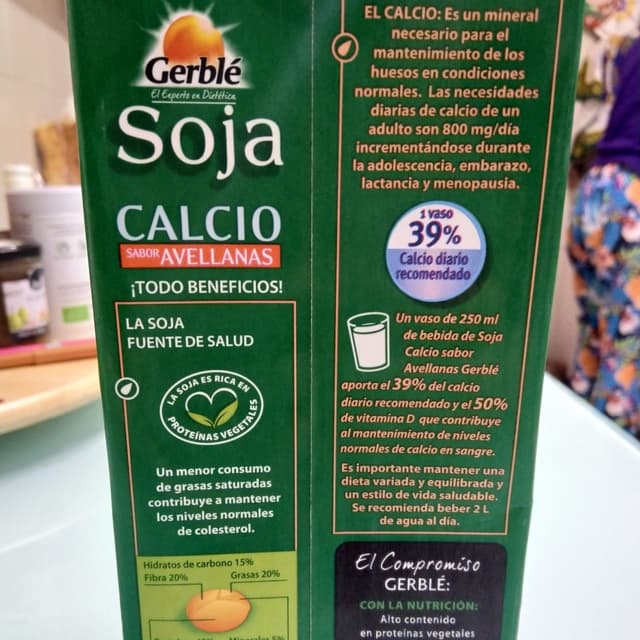 Gerblé
El Experto en Dietética
Soja
CALCIO
SABOR AVELLANAS
¡TODO BENEFICIOS!
LA SOJA
FUENTE DE SALUD
LA SOJA ES RICA EN
PROTEÍNAS VEGETALES
Un menor consumo
de grasas saturadas
contribuye a mantener
los niveles normales
de colesterol.
Hidratos de carbono 15%
Fibra 20%
Grasas 20%
Minerales 5%
EL CALCIO: Es un mineral
necesario para el
mantenimiento de los
huesos en condiciones
normales. Las necesidades
diarias de calcio de un
adulto son 800 mg/día
incrementándose durante
la adolescencia, embarazo,
lactancia y menopausia.
1 vaso
39%
Calcio diario
recomendado
Un vaso de 250 ml
de bebida de Soja
Calcio sabor
Avellanas Gerblé
aporta el 39% del calcio
diario recomendado y el 50%
de vitamina D que contribuye
al mantenimiento de niveles
normales de calcio en sangre.
Es importante mantener una
dieta variada y equilibrada y
un estilo de vida saludable.
Se recomienda beber 2 L
de agua al día.
El Compromiso
GERBLÉ:
CON LA NUTRICIÓN:
Alto contenido
en proteínas vegetales